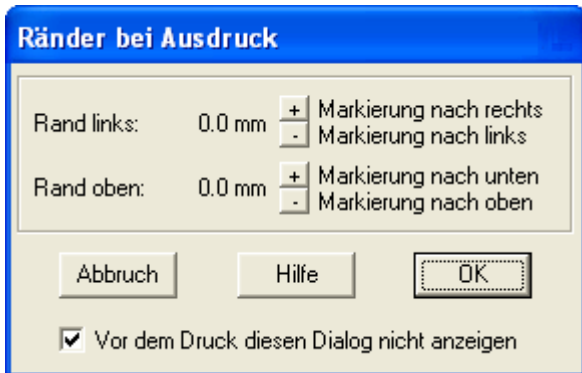 Ränder bei Ausdruck
Rand links: 0.0 mm + Markierung nach rechts
- Markierung nach links
Rand oben: 0.0 mm + Markierung nach unten
- Markierung nach oben
Abbruch Hilfe OK
Vor dem Druck diesen Dialog nicht anzeigen